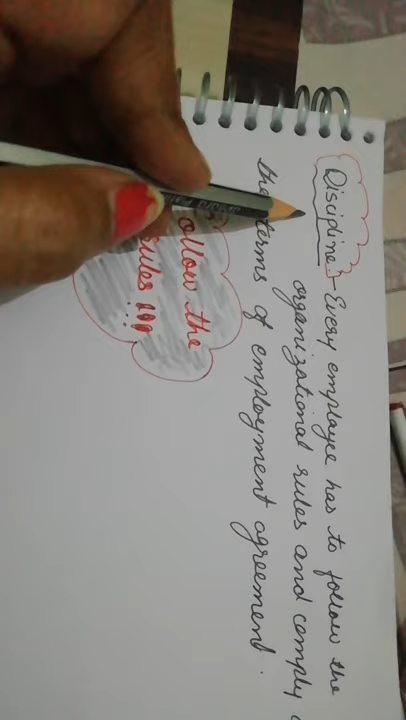 Discipline:- Every employee has to follow the
organizational rules and comply
the terms of employment agreement.
Follow the
Rules !!!